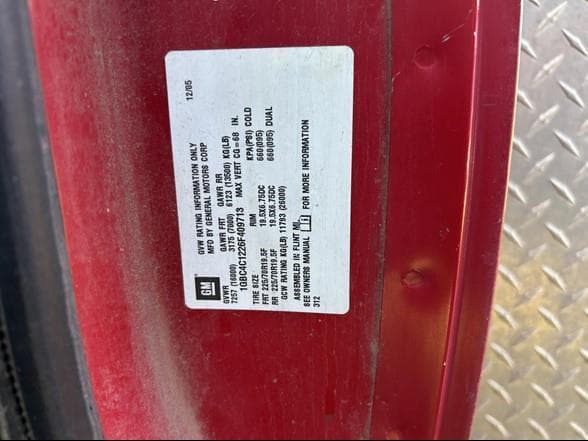 12/05
GVW RATING INFORMATION ONLY
MFD BY GENERAL MOTORS CORP
GM
GVWR GAWR FRT GAWR RR
7257 (16000) 3175 (7000) 6123 (13500) KG(LB)
1GBC4C1226F409713 MAX VERT CG=68 IN.
TIRE SIZE RIM KPA(PSI) COLD
FRT 225/70R19.5F 19.5X6.75DC 660(095)
RR 225/70R19.5F 19.5X6.75DC 660(095) DUAL
GCW RATING KG(LB) 11793 (26000)
ASSEMBLED IN FLINT MI.
SEE OWNERS MANUAL FOR MORE INFORMATION
312